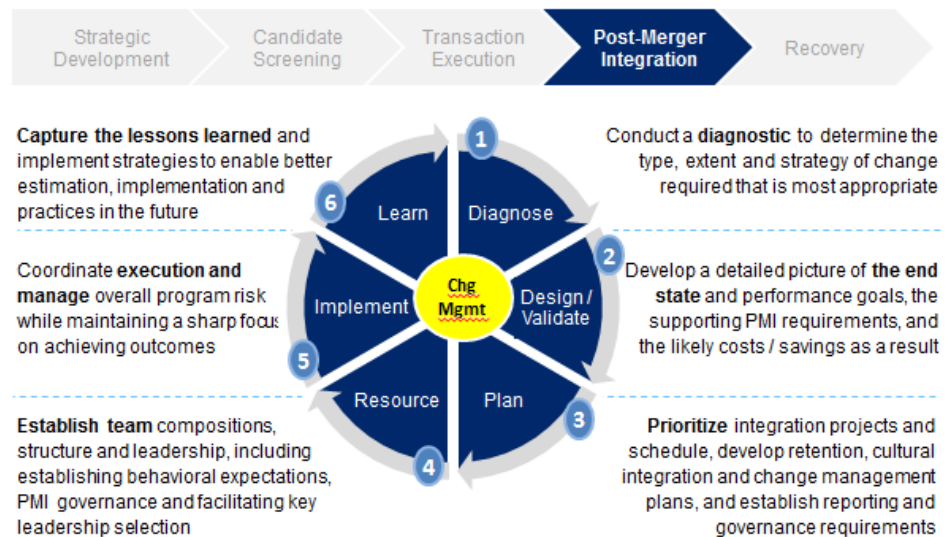 Strategic
Development
Candidate
Screening
Transaction
Execution
Post-Merger
Integration
Recovery
Capture the lessons learned and
implement strategies to enable better
estimation, implementation and
practices in the future
Conduct a diagnostic to determine the
type, extent and strategy of change
required that is most appropriate
1
6
Learn
Diagnose
2
Coordinate execution and
manage overall program risk
while maintaining a sharp focus
on achieving outcomes
Implement
Chg
Mgmt
Design /
Validate
Develop a detailed picture of the end
state and performance goals, the
supporting PMI requirements, and
the likely costs / savings as a result
5
Resource
Plan
3
4
Establish team compositions,
structure and leadership, including
establishing behavioral expectations,
PMI governance and facilitating key
leadership selection
Prioritize integration projects and
schedule, develop retention, cultural
integration and change management
plans, and establish reporting and
governance requirements